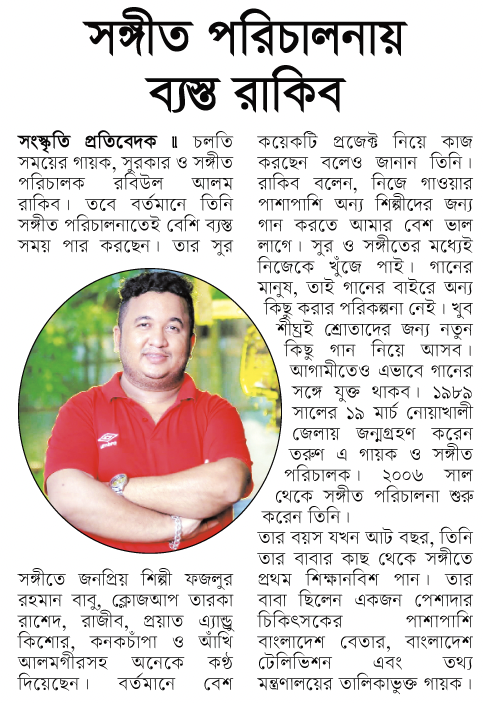 সঙ্গীত পরিচালনায়
ব্যস্ত রাকিব
সংস্কৃতি প্রতিবেদক ॥ চলতি
সময়ের গায়ক, সুরকার ও সঙ্গীত
পরিচালক রবিউল আলম
রাকিব। তবে বর্তমানে তিনি
সঙ্গীত পরিচালনাতেই বেশি ব্যস্ত
সময় পার করছেন। তার সুর
সঙ্গীতে জনপ্রিয় শিল্পী ফজলুর
রহমান বাবু, ক্লোজআপ তারকা
রাশেদ, রাজীব, প্রয়াত এ্যান্ড্রু
কিশোর, কনকচাঁপা ও আঁখি
আলমগীরসহ অনেকে কণ্ঠ
দিয়েছেন। বর্তমানে বেশ
কয়েকটি প্রজেক্ট নিয়ে কাজ
করছেন বলেও জানান তিনি।
রাকিব বলেন, নিজে গাওয়ার
পাশাপাশি অন্য শিল্পীদের জন্য
গান করতে আমার বেশ ভাল
লাগে। সুর ও সঙ্গীতের মধ্যেই
নিজেকে খুঁজে পাই। গানের
মানুষ, তাই গানের বাইরে অন্য
কিছু করার পরিকল্পনা নেই। খুব
শীঘ্রই শ্রোতাদের জন্য নতুন
কিছু গান নিয়ে আসব।
আগামীতেও এভাবে গানের
সঙ্গে যুক্ত থাকব। ১৯৮৯
সালের ১৯ মার্চ নোয়াখালী
জেলায় জন্মগ্রহণ করেন
তরুণ এ গায়ক ও সঙ্গীত
পরিচালক। ২০০৬ সাল
থেকে সঙ্গীত পরিচালনা শুরু
করেন তিনি।
তার বয়স যখন আট বছর, তিনি
তার বাবার কাছ থেকে সঙ্গীতে
প্রথম শিক্ষানবিশ পান। তার
বাবা ছিলেন একজন পেশাদার
চিকিৎসকের পাশাপাশি
বাংলাদেশ বেতার, বাংলাদেশ
টেলিভিশন এবং তথ্য
মন্ত্রণালয়ের তালিকাভুক্ত গায়ক।
umbro